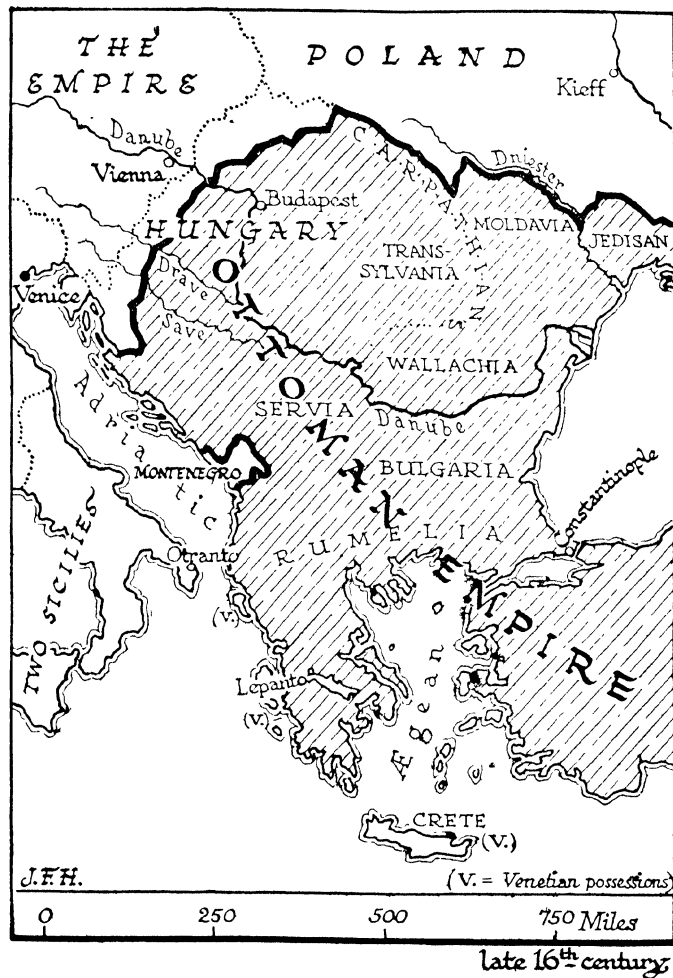 THE EMPIRE
POLAND
Kieff
Danube
Vienna
CARPATHIAN
Dniester
Budapest
HUNGARY
MOLDAVIA
JEDISAN
TRANS-
SYLVANIA
Venice
Drave
Save
WALLACHIA
OTTOMAN EMPIRE
SERVIA
Danube
Adriatic
MONTENEGRO
BULGARIA
Constantinople
RUMELIA
Otranto
TWO SICILIES
(V.)
Lepanto
(V.)
Ægean
CRETE
(V.)
J.F.H.
(V. = Venetian possessions)
0 250 500 750 Miles
late 16th century